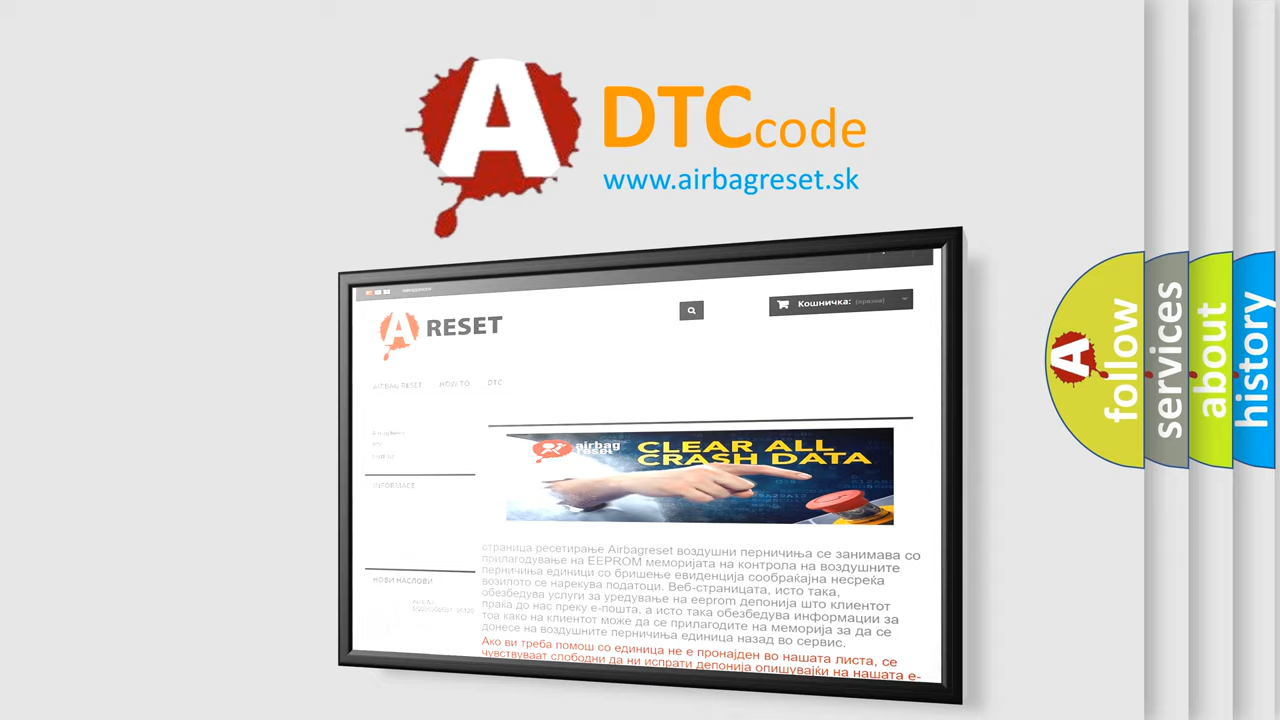 A
DTC code
www.airbagreset.sk
A RESET
Кошничка: (празни)
AIRBAG RESET HOW TO DTC
airbag
reset
CLEAR ALL
CRASH DATA
INFORMACE
страница ресетирање Airbagreset воздушни перничиња се занимава со
прилагодување на EEPROM меморијата на контрола на воздушните
перничиња единици со бришење евиденција сообраќајна несреќа
возилото се нарекува податоци. Веб-страницата, исто така,
обезбедува услуги за уредување на eeprom депонија што клиентот
праќа до нас преку е-пошта, а исто така обезбедува информации за
тоа како на клиентот може да се прилагодите на меморија за да се
донесе на воздушните перничиња единица назад во сервис.
Ако ви треба помош со единица не е пронајден во нашата листа, се
чувствуваат слободни да ни испрати депонија опишувајќи на нашата е-
НОВИ НАСЛОВИ
A
follow
services
about
history